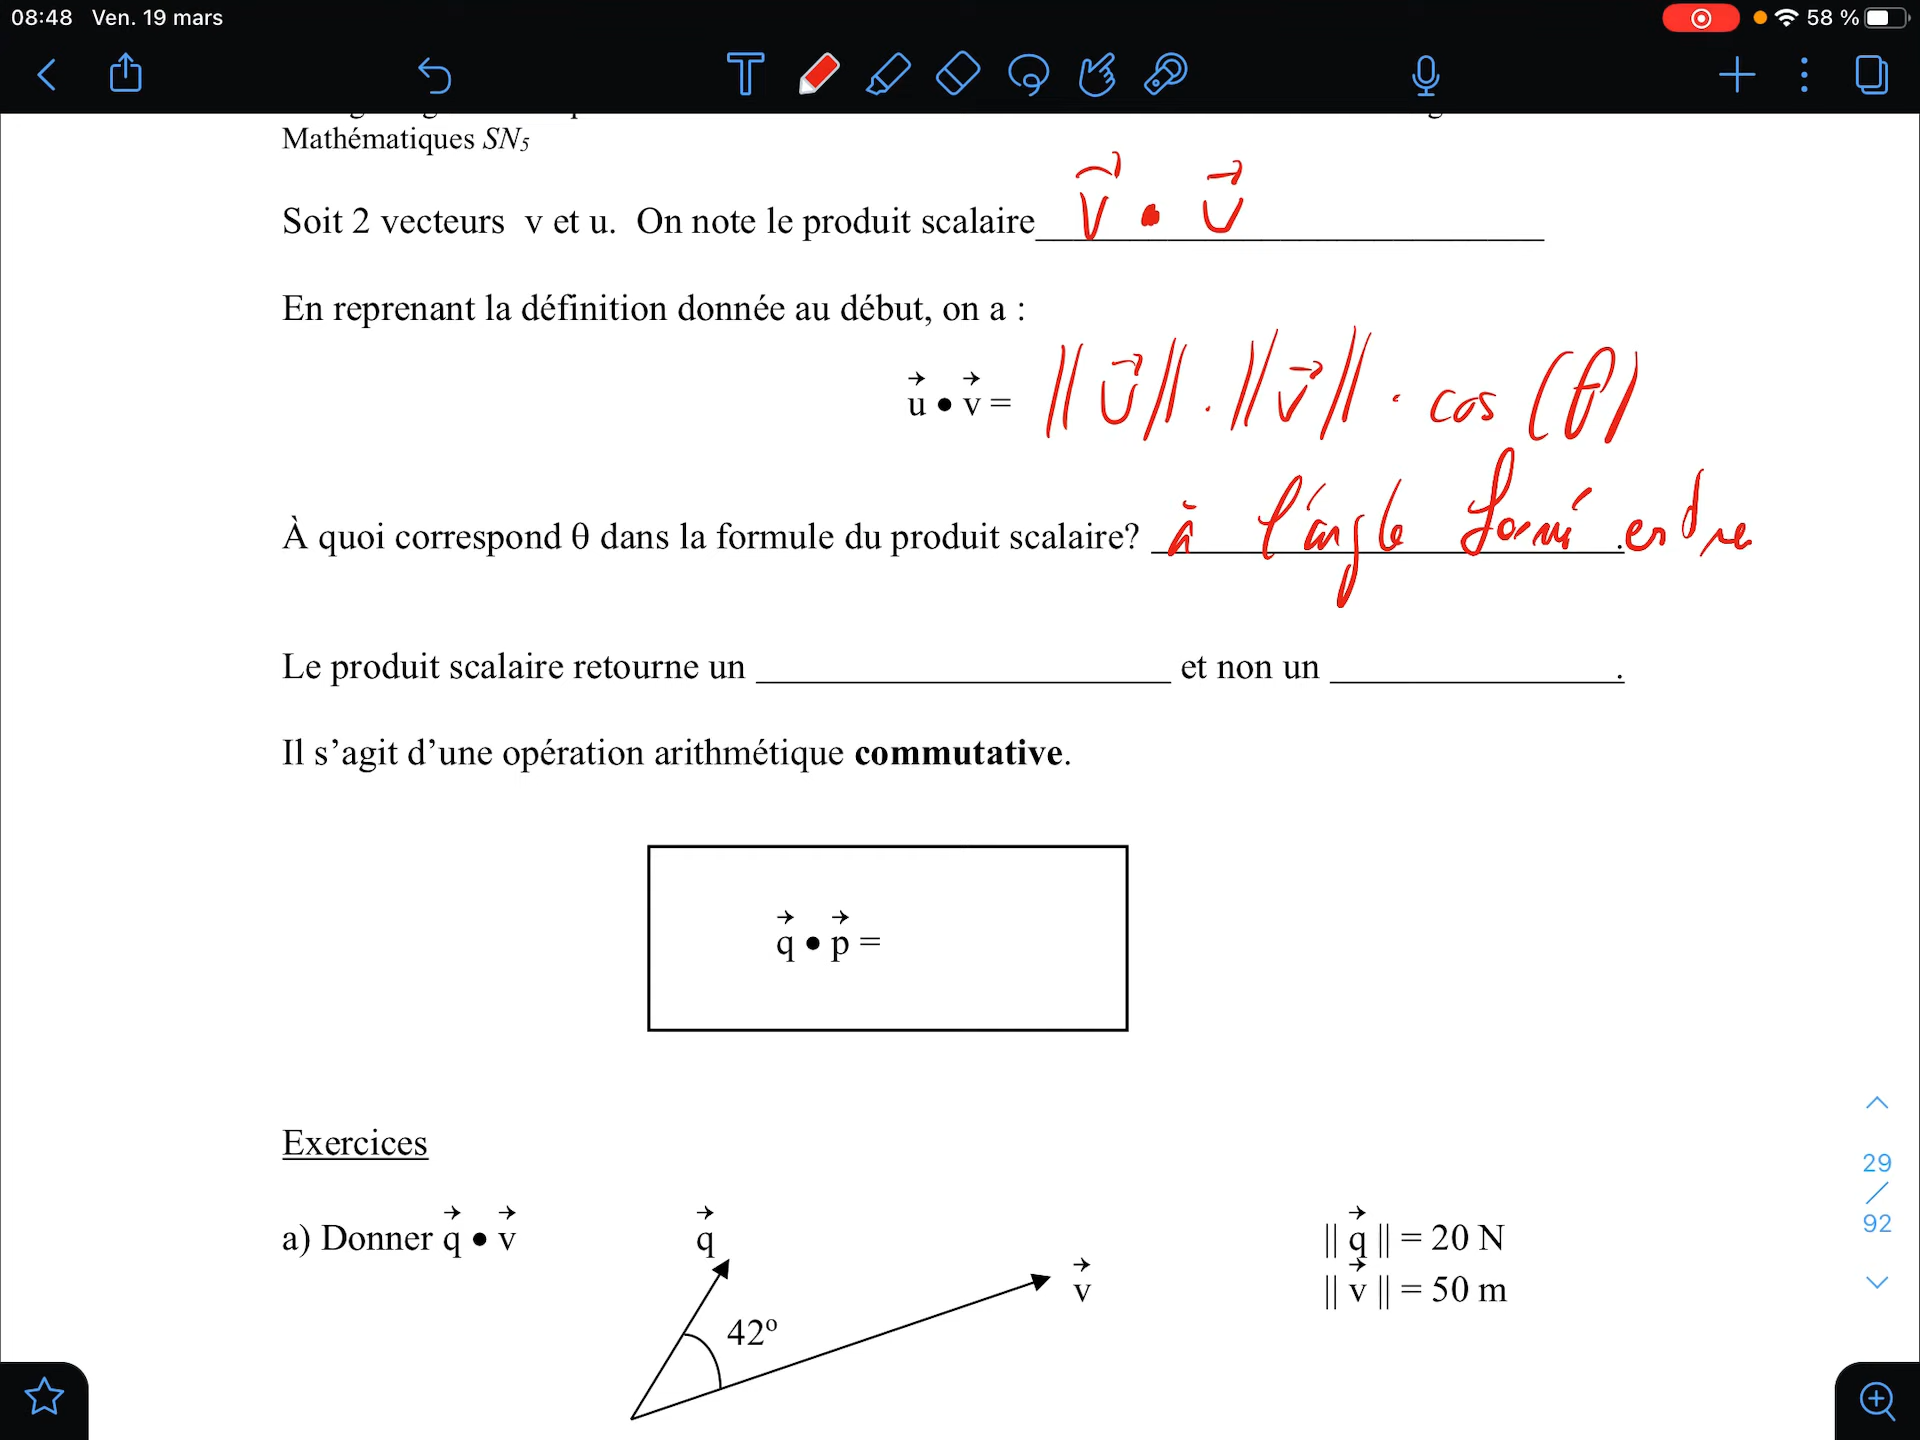 08:48 Ven. 19 mars 58 %
Mathématiques SN5
Soit 2 vecteurs v et u. On note le produit scalaire v⃗ • u⃗
En reprenant la définition donnée au début, on a :
u⃗ • v⃗ = ||u⃗|| . ||v⃗|| · cos (θ)
À quoi correspond θ dans la formule du produit scalaire? à l'angle formé entre
Le produit scalaire retourne un ____________ et non un ____________.
Il s'agit d'une opération arithmétique commutative.
q⃗ • p⃗ =
Exercices
a) Donner q⃗ • v⃗
q⃗
v⃗
42º
|| q⃗ || = 20 N
|| v⃗ || = 50 m
29
/
92